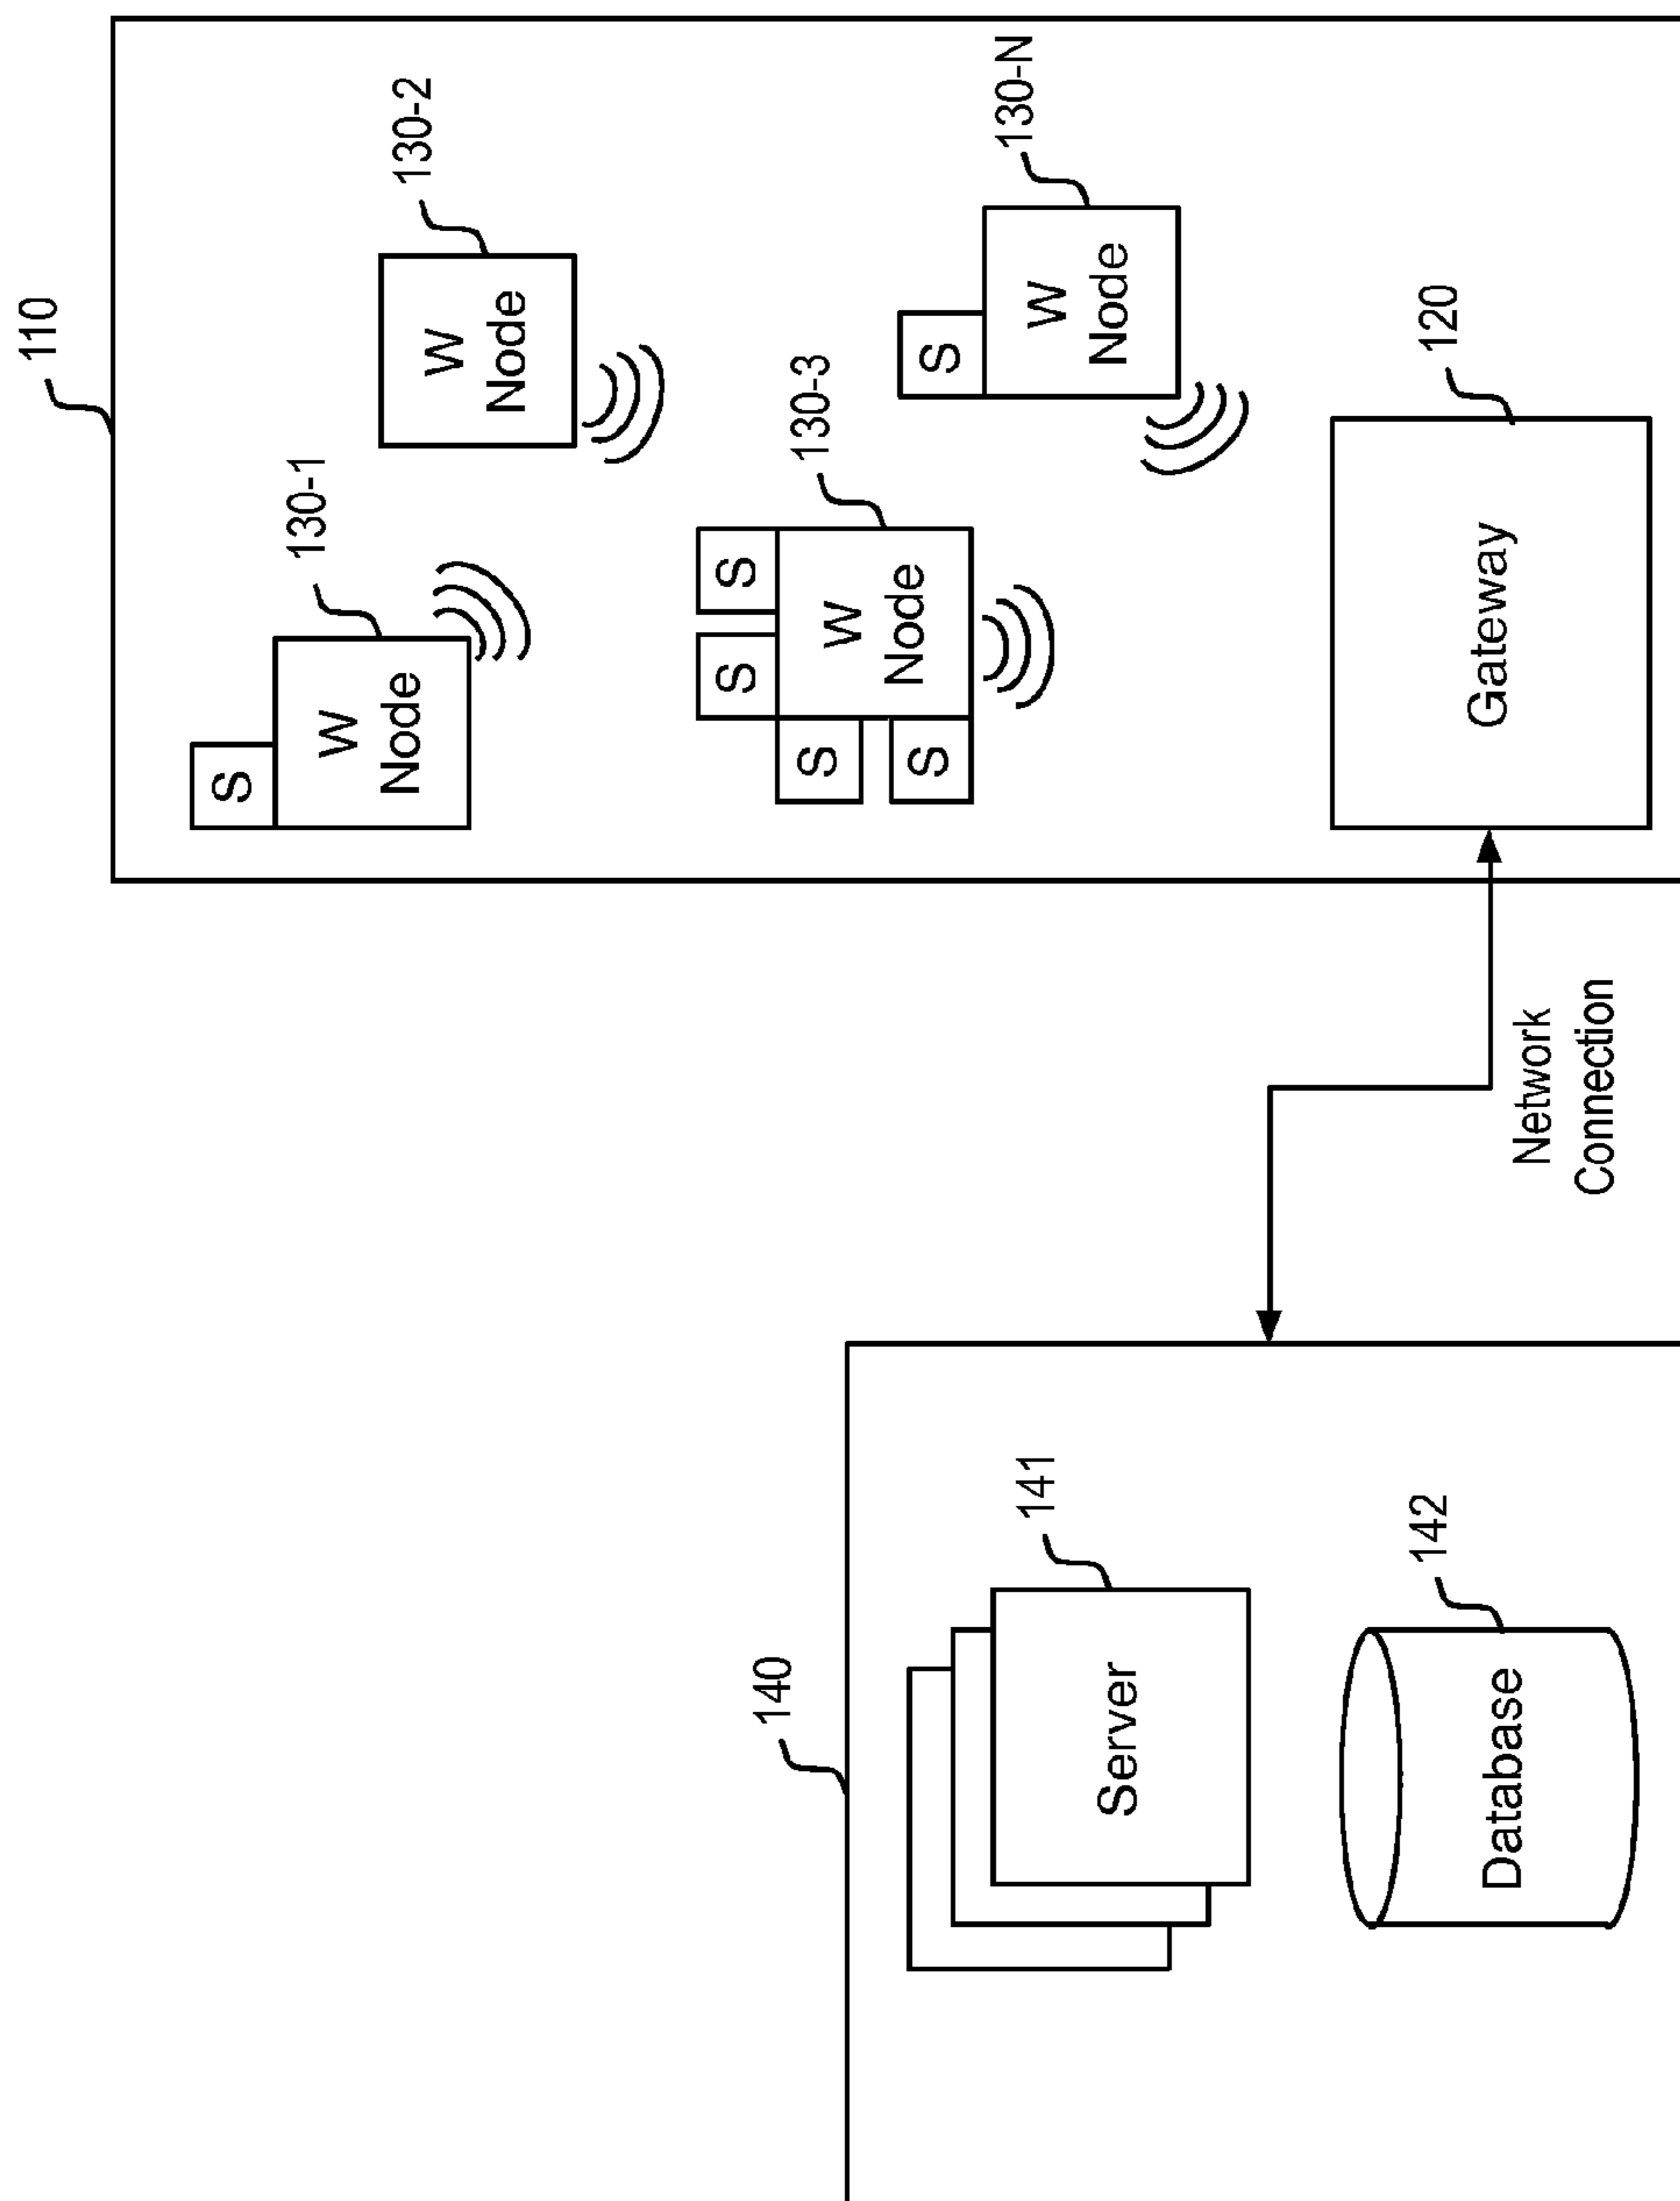 110
130-1
130-2
S
W
Node
W
Node
130-3
130-N
S
S
S
S
W
Node
S
W
Node
120
Gateway
Network
Connection
140
141
Server
142
Database